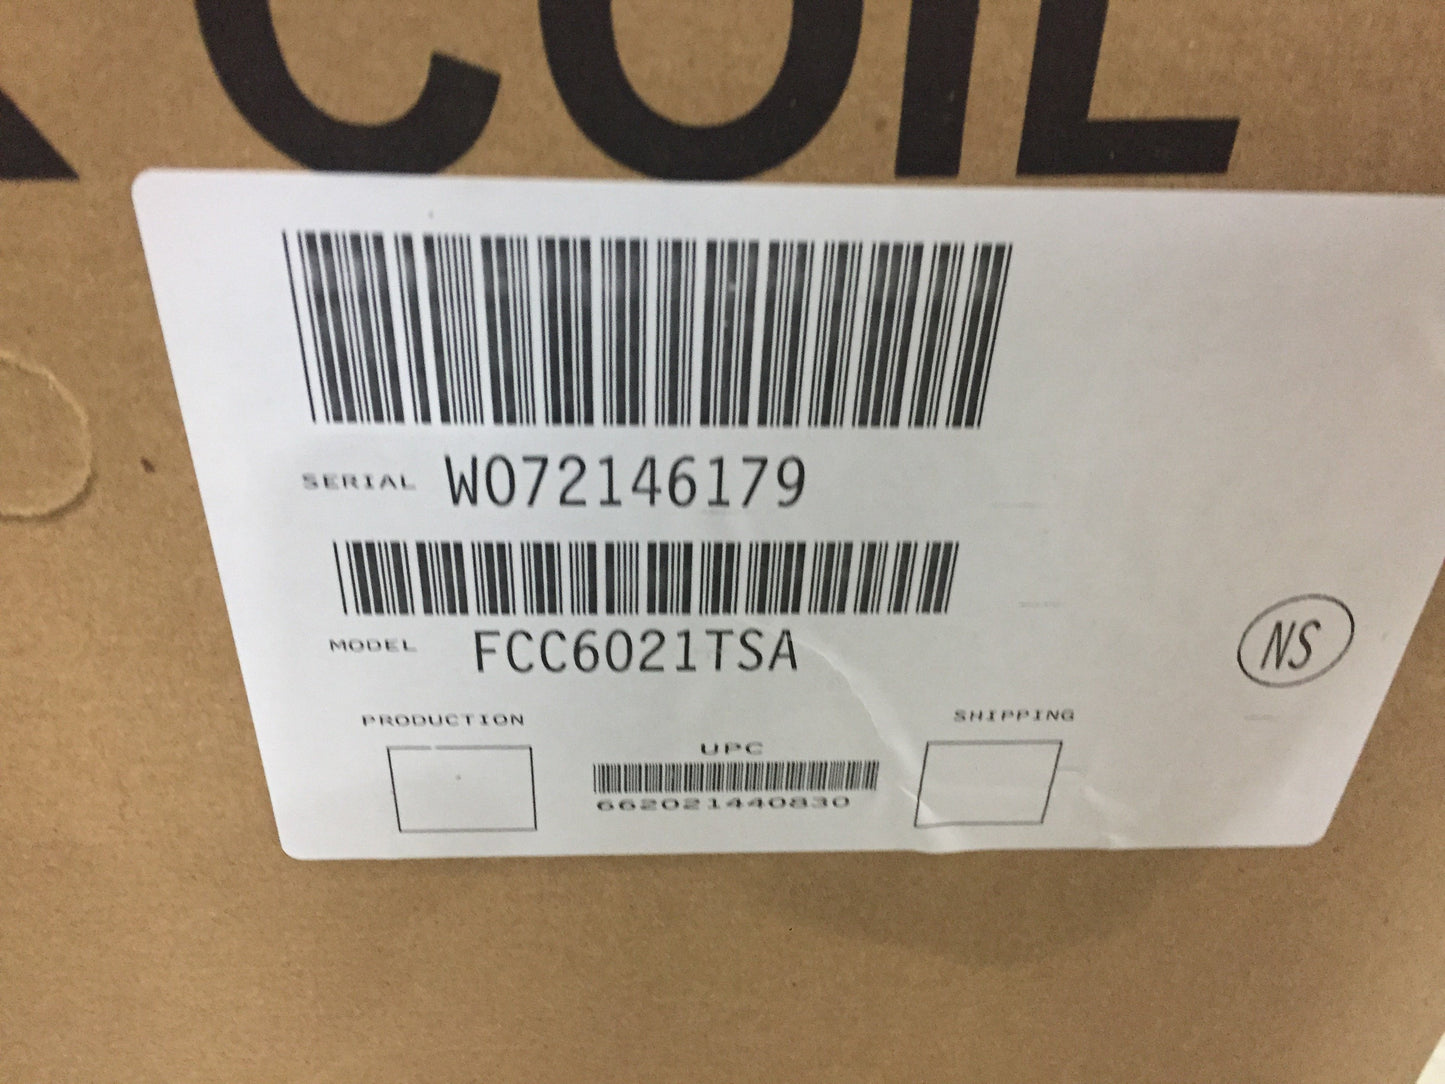 COIL
SERIAL W072146179
MODEL FCC6021TSA
NS
PRODUCTION
SHIPPING
UPC
662021440830